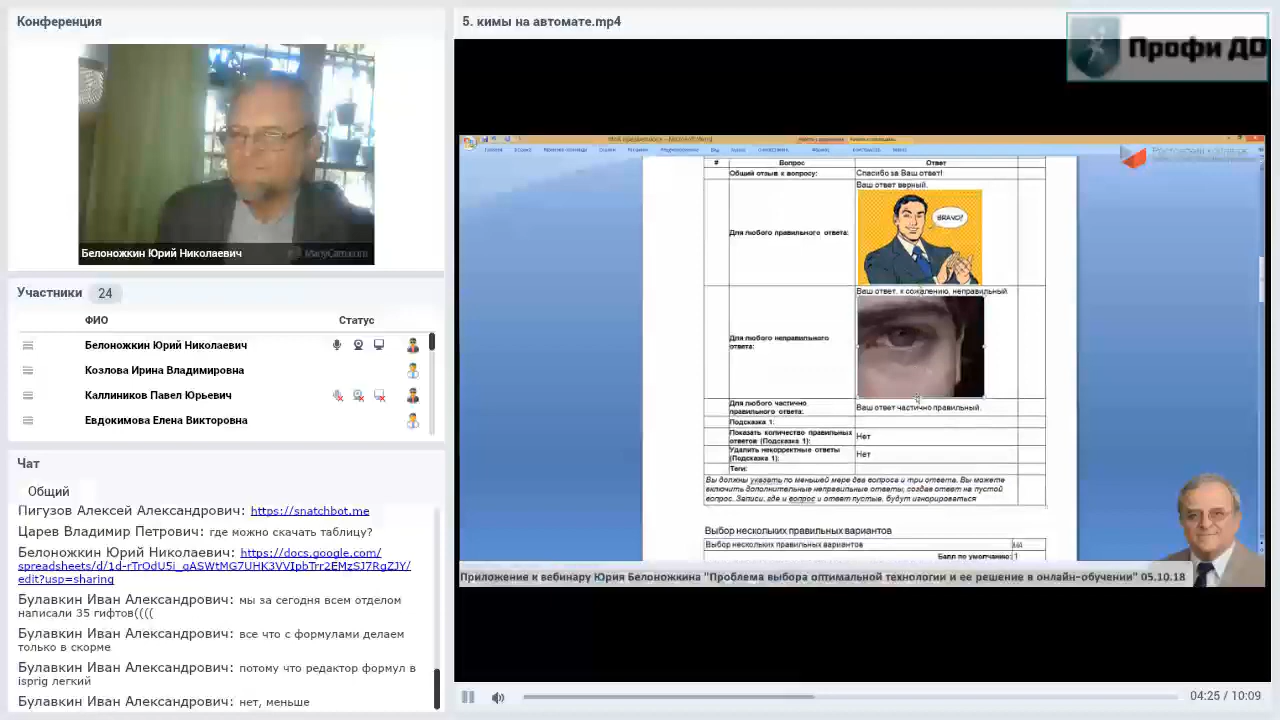 Конференция
5. кимы на автомате.mp4
Профи ДО
Белоножкин Юрий Николаевич
ManyCam.com
Участники 24
ФИО Статус
Белоножкин Юрий Николаевич
Козлова Ирина Владимировна
Каллиников Павел Юрьевич
Евдокимова Елена Викторовна
Чат
Общий
Пигузов Алексей Александрович: https://snatchbot.me
Царев Владимир Петрович: где можно скачать таблицу?
Белоножкин Юрий Николаевич: https://docs.google.com/
spreadsheets/d/1d-rTrOdU5i_qASWtMG7UHK3VVIpbTrr2EMzSJ7RgZJY/
edit?usp=sharing
Булавкин Иван Александрович: мы за сегодня всем отделом
написали 35 гифтов((((
Булавкин Иван Александрович: все что с формулами делаем
только в скорме
Булавкин Иван Александрович: потому что редактор формул в
isprig легкий
Булавкин Иван Александрович: нет, меньше
# Вопрос Ответ
Общий отзыв к вопросу: Спасибо за Ваш ответ!
Ваш ответ верный.
BRAVO!
Для любого правильного ответа:
Ваш ответ, к сожалению, неправильный
Для любого неправильного
ответа:
Для любого частично
правильного ответа: Ваш ответ частично правильный.
Подсказка 1:
Показать количество правильных
ответов (Подсказка 1): Нет
Удалить некорректные ответы
(Подсказка 1): Нет
Теги:
Вы должны указать по меньшей мере два вопроса и три ответа. Вы можете
включить дополнительные неправильные ответы, создав ответ на пустой
вопрос. Записи, где и вопрос и ответ пустые, будут игнорироваться
Выбор нескольких правильных вариантов
Выбор нескольких правильных вариантов MA
Балл по умолчанию: 1
Приложение к вебинару Юрия Белоножкина "Проблема выбора оптимальной технологии и ее решение в онлайн-обучении" 05.10.18
04:25 / 10:09